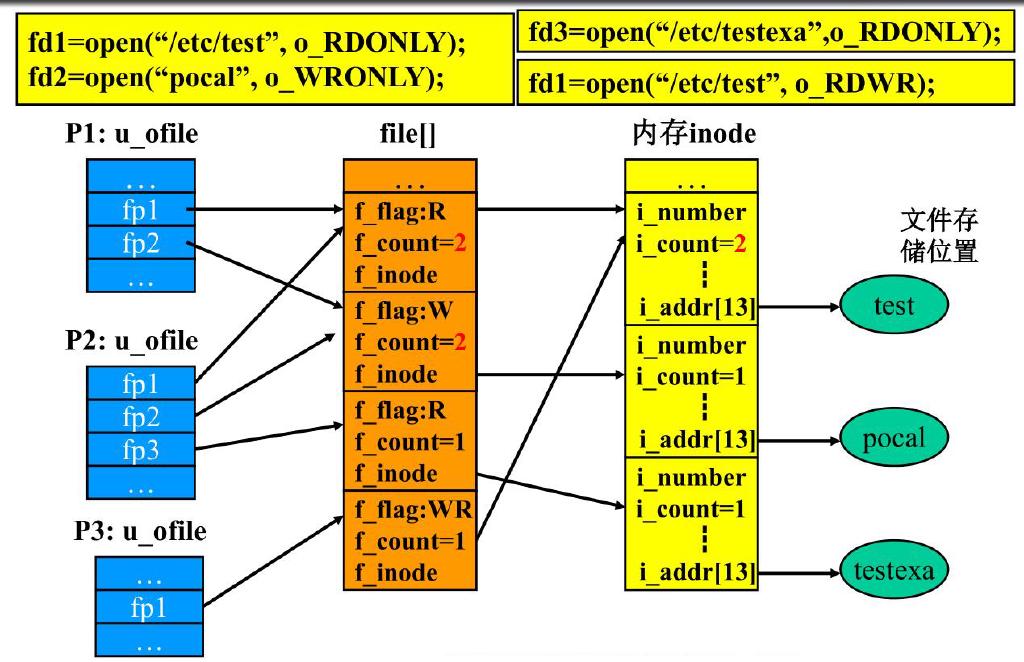 fd1=open(“/etc/test”, o_RDONLY);
fd2=open(“pocal”, o_WRONLY);
fd3=open(“/etc/testexa”,o_RDONLY);
fd1=open(“/etc/test”, o_RDWR);
P1: u_ofile
...
fp1
fp2
...
P2: u_ofile
fp1
fp2
fp3
...
P3: u_ofile
...
fp1
...
file[]
...
f_flag:R
f_count=2
f_inode
f_flag:W
f_count=2
f_inode
f_flag:R
f_count=1
f_inode
f_flag:WR
f_count=1
f_inode
内存inode
...
i_number
i_count=2
i_addr[13]
i_number
i_count=1
i_addr[13]
i_number
i_count=1
i_addr[13]
文件存
储位置
test
pocal
testexa